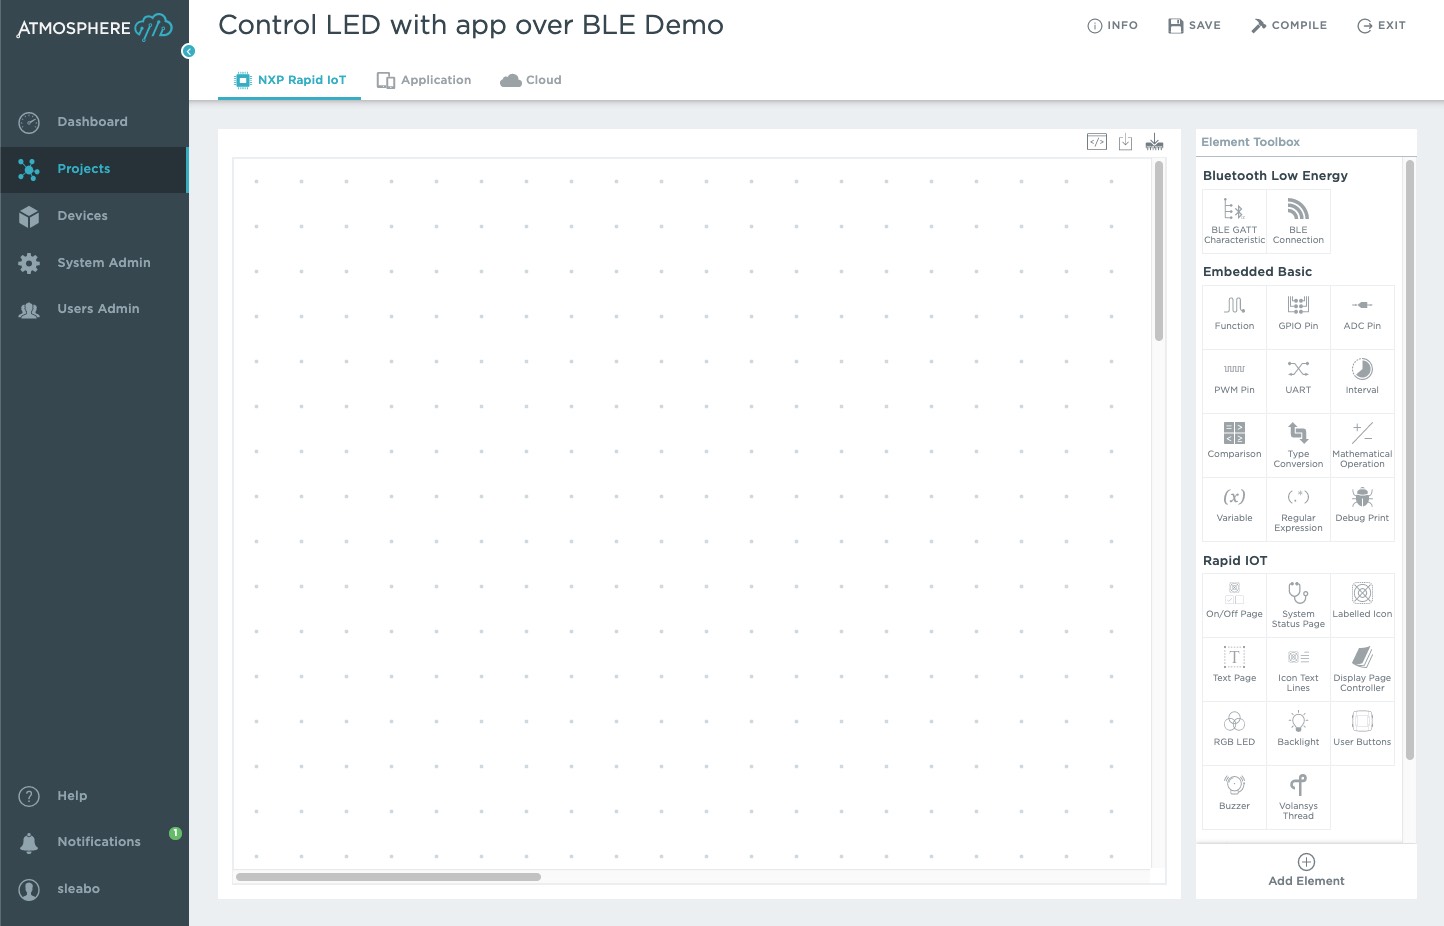 ATMOSPHERE
Control LED with app over BLE Demo
INFO
SAVE
COMPILE
EXIT
NXP Rapid IoT
Application
Cloud
Dashboard
Projects
Devices
System Admin
Users Admin
Help
Notifications
1
sleabo
</>
Element Toolbox
Bluetooth Low Energy
BLE GATT
Characteristic
BLE
Connection
Embedded Basic
Function
GPIO Pin
ADC Pin
PWM Pin
UART
Interval
Comparison
Type
Conversion
Mathematical
Operation
(x)
Variable
(.*)
Regular
Expression
Debug Print
Rapid IOT
On/Off Page
System
Status Page
Labelled Icon
T
Text Page
Icon Text
Lines
Display Page
Controller
RGB LED
Backlight
User Buttons
Buzzer
Volansys
Thread
Add Element